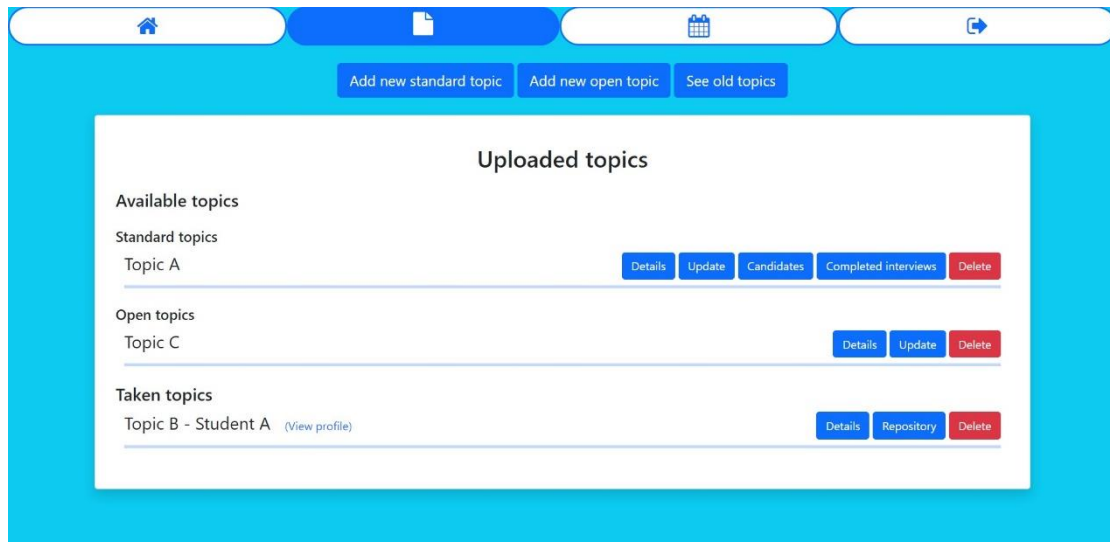 Add new standard topic Add new open topic See old topics
Uploaded topics
Available topics
Standard topics
Topic A Details Update Candidates Completed interviews Delete
Open topics
Topic C Details Update Delete
Taken topics
Topic B - Student A (View profile) Details Repository Delete